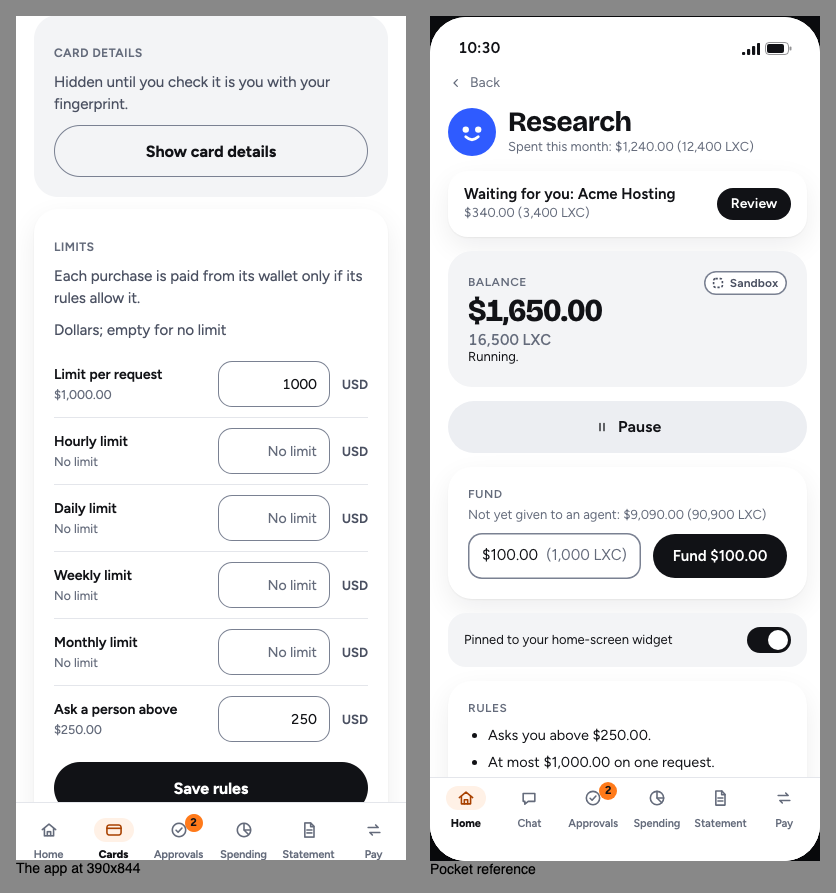 CARD DETAILS
Hidden until you check it is you with your
fingerprint.
Show card details
LIMITS
Each purchase is paid from its wallet only if its
rules allow it.
Dollars; empty for no limit
Limit per request
$1,000.00
1000
USD
Hourly limit
No limit
No limit
USD
Daily limit
No limit
No limit
USD
Weekly limit
No limit
No limit
USD
Monthly limit
No limit
No limit
USD
Ask a person above
$250.00
250
USD
Save rules
2
Home
Cards
Approvals
Spending
Statement
Pay
The app at 390x844
10:30
Back
Research
Spent this month: $1,240.00 (12,400 LXC)
Waiting for you: Acme Hosting
$340.00 (3,400 LXC)
Review
BALANCE
Sandbox
$1,650.00
16,500 LXC
Running.
Pause
FUND
Not yet given to an agent: $9,090.00 (90,900 LXC)
$100.00 (1,000 LXC)
Fund $100.00
Pinned to your home-screen widget
RULES
• Asks you above $250.00.
• At most $1,000.00 on one request.
2
Home
Chat
Approvals
Spending
Statement
Pay
Pocket reference